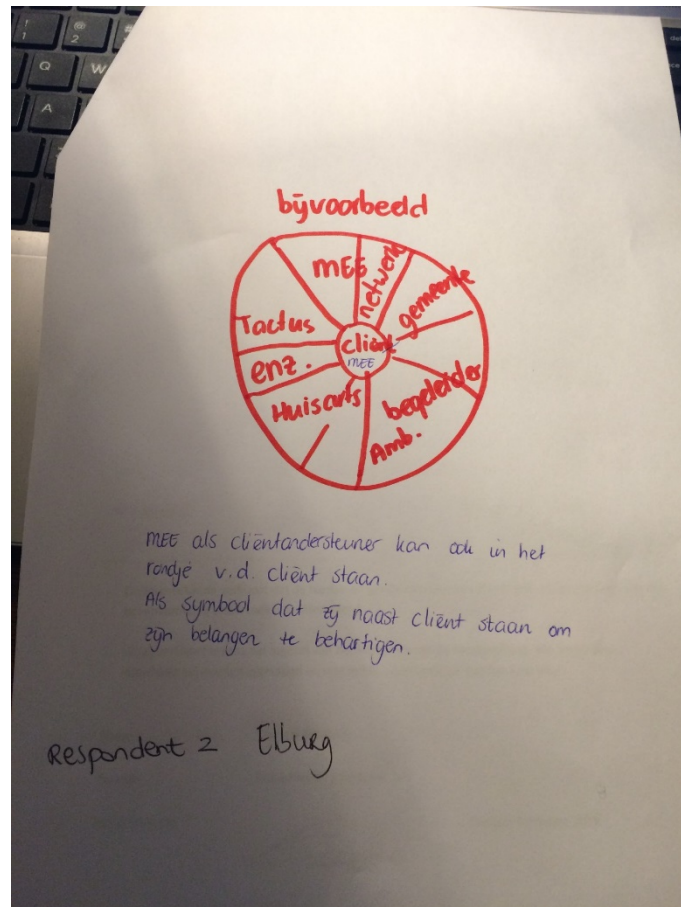 bijvoorbeeld
MEE
netwerk
gemeente
Tactus
cliënt
MEE
enz.
Huisarts
begeleider
Amb.
MEE als cliëntondersteuner kan ook in het
rondje v.d. cliënt staan.
Als symbool dat zij naast cliënt staan om
zijn belangen te behartigen.
Respondent 2 Elburg